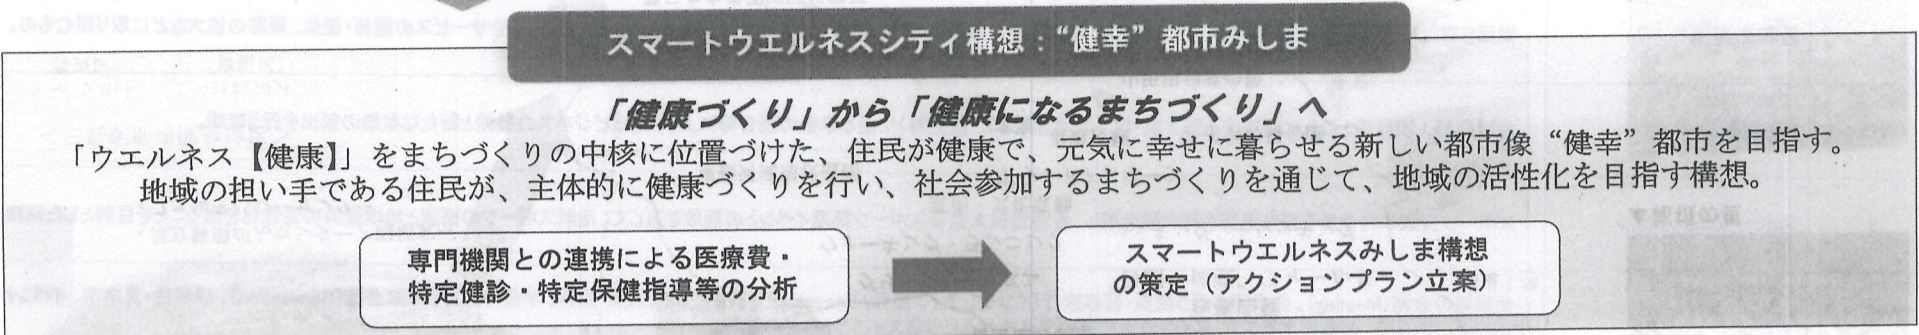 スマートウエルネスシティ構想：“健幸”都市みしま
「健康づくり」から「健康になるまちづくり」へ
「ウエルネス【健康】」をまちづくりの中核に位置づけた、住民が健康で、元気に幸せに暮らせる新しい都市像“健幸”都市を目指す。
地域の担い手である住民が、主体的に健康づくりを行い、社会参加するまちづくりを通じて、地域の活性化を目指す構想。
専門機関との連携による医療費・
特定健診・特定保健指導等の分析
スマートウエルネスみしま構想
の策定（アクションプラン立案）